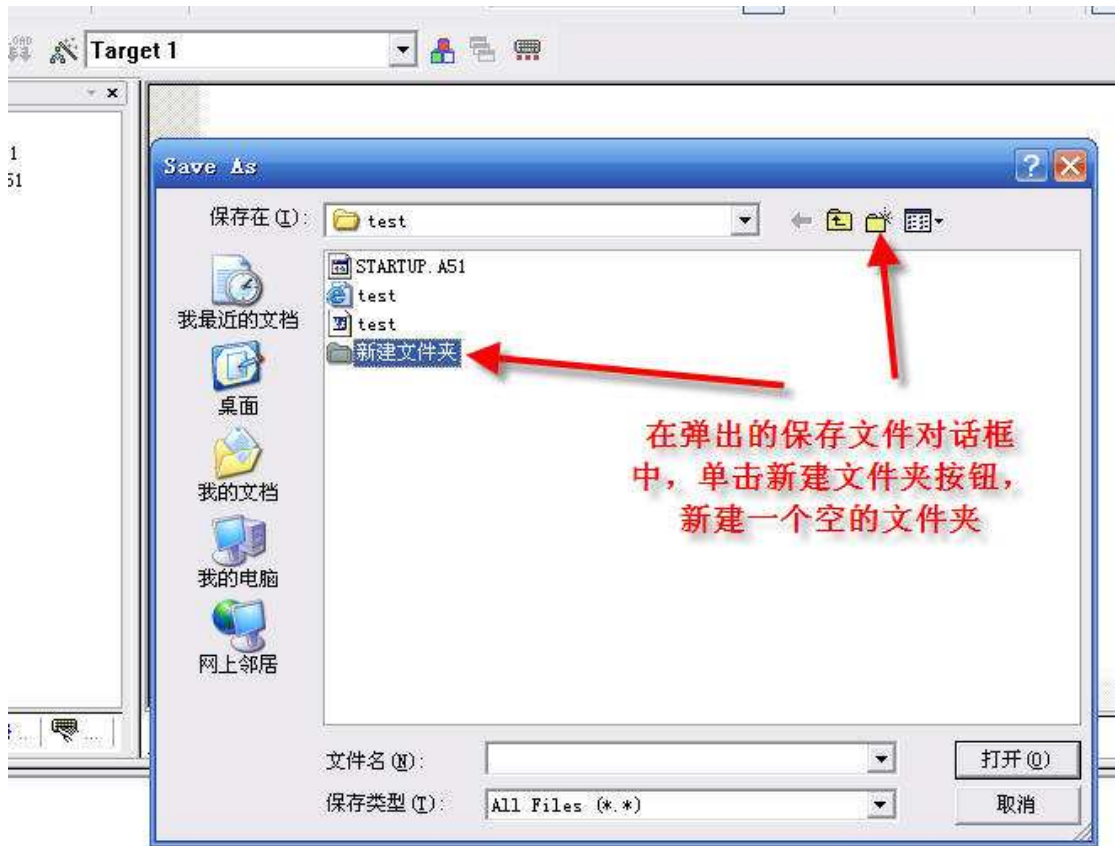 Target 1
1
51
Save As
保存在(I):
test
STARTUP.A51
test
test
新建文件夹
我最近的文档
桌面
我的文档
我的电脑
网上邻居
在弹出的保存文件对话框
中，单击新建文件夹按钮，
新建一个空的文件夹
文件名(N):
打开(O)
保存类型(T):
All Files (*.*)
取消